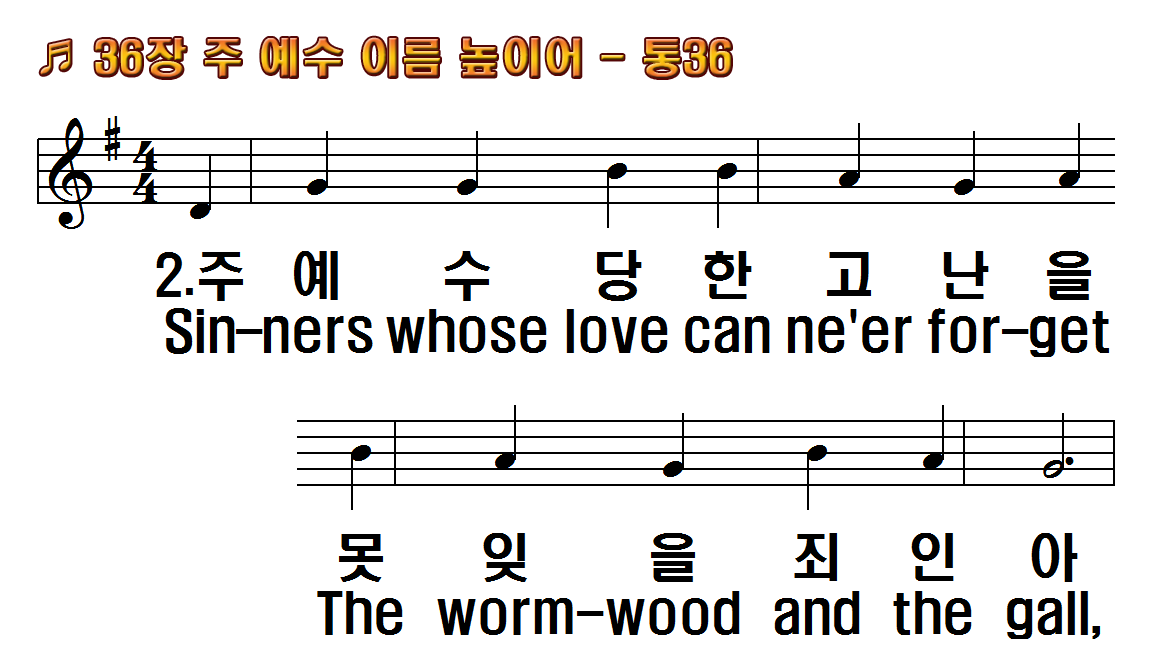 ♬ 36장 주 예수 이름 높이어 - 통36
2.주 예 수 당 한 고 난 을
Sin-ners whose love can ne'er for-get
못 잊 을 죄 인 아
The worm-wood and the gall,